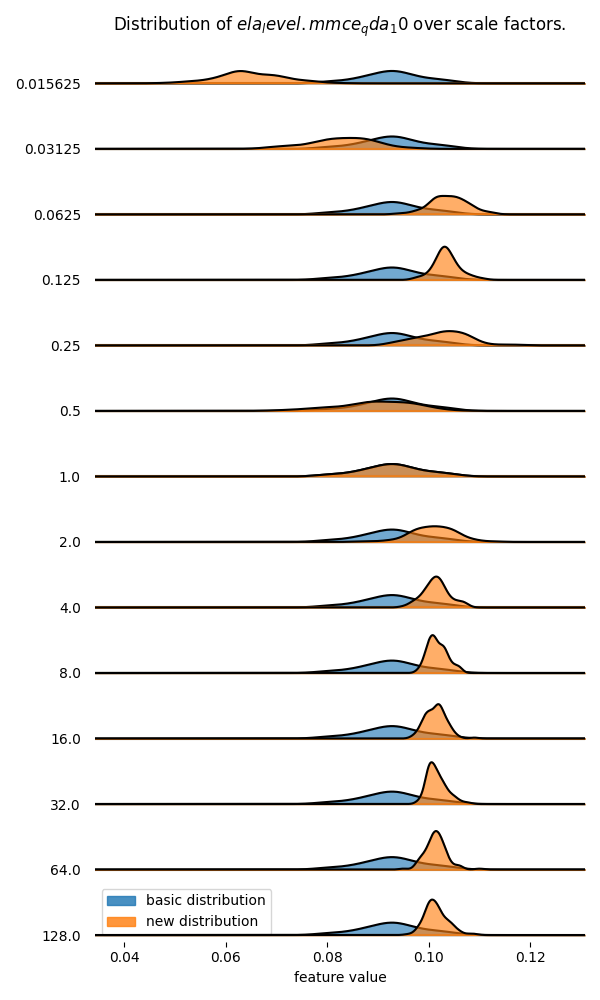 Distribution of elaₗevel.mmce_qda₁0 over scale factors.
0.015625
0.03125
0.0625
0.125
0.25
0.5
1.0
2.0
4.0
8.0
16.0
32.0
64.0
basic distribution
new distribution
128.0
0.04 0.06 0.08 0.10 0.12
feature value